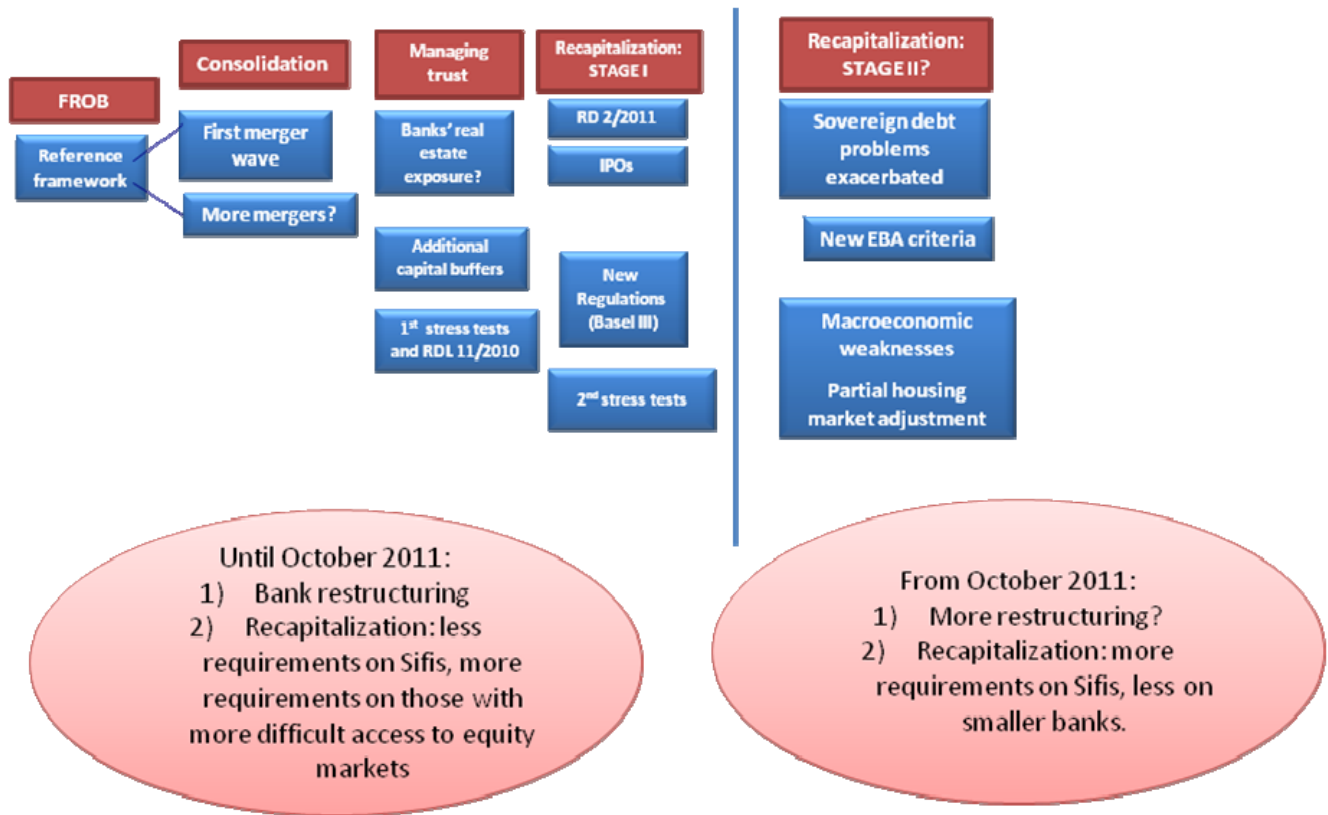 FROB
Reference
framework
Consolidation
First merger
wave
More mergers?
Managing
trust
Banks' real
estate
exposure?
Additional
capital buffers
1st stress tests
and RDL 11/2010
Recapitalization:
STAGE I
RD 2/2011
IPOs
New
Regulations
(Basel III)
2nd stress tests
Recapitalization:
STAGE II?
Sovereign debt
problems
exacerbated
New EBA criteria
Macroeconomic
weaknesses
Partial housing
market adjustment
Until October 2011:
1) Bank restructuring
2) Recapitalization: less
requirements on Sifis, more
requirements on those with
more difficult access to equity
markets
From October 2011:
1) More restructuring?
2) Recapitalization: more
requirements on Sifis, less on
smaller banks.